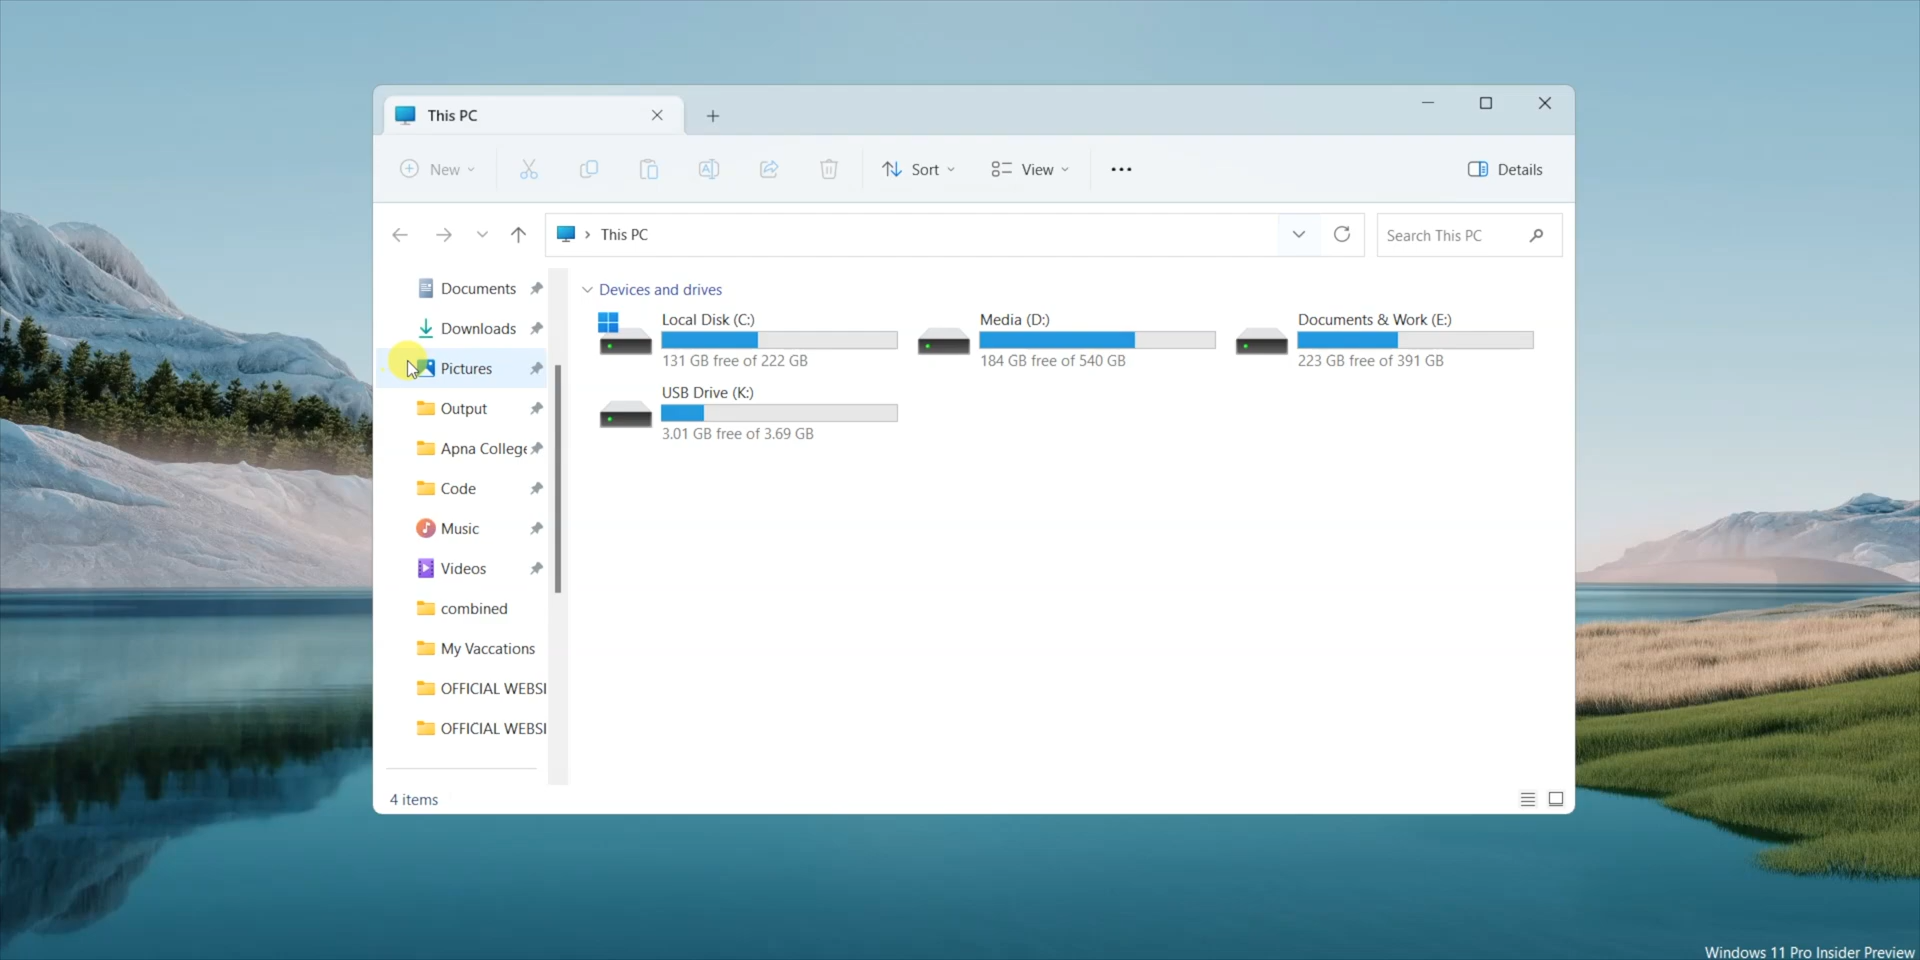 This PC
New
Sort
View
Details
This PC
Search This PC
Documents
Downloads
Pictures
Output
Apna College
Code
Music
Videos
combined
My Vaccations
OFFICIAL WEBSI
OFFICIAL WEBSI
Devices and drives
Local Disk (C:)
131 GB free of 222 GB
Media (D:)
184 GB free of 540 GB
Documents & Work (E:)
223 GB free of 391 GB
USB Drive (K:)
3.01 GB free of 3.69 GB
4 items
Windows 11 Pro Insider Preview